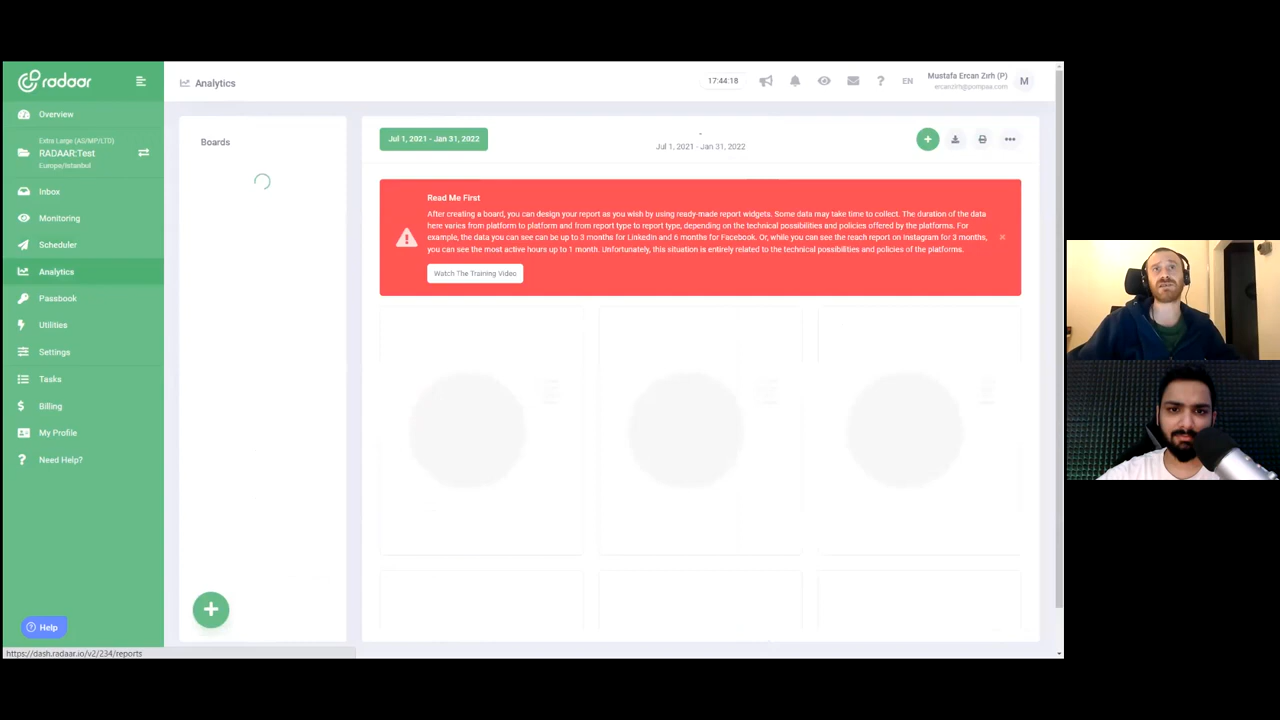 radaar
Analytics
17:44:18
EN
Mustafa Ercan Zırh (P)
ercanzirh@pompaa.com
M
Overview
Extra Large (AS/MP/LTD)
RADAAR:Test
Europe/Istanbul
Inbox
Monitoring
Scheduler
Analytics
Passbook
Utilities
Settings
Tasks
Billing
My Profile
Need Help?
Help
Boards
Jul 1, 2021 - Jan 31, 2022
-
Jul 1, 2021 - Jan 31, 2022
Read Me First
After creating a board, you can design your report as you wish by using ready-made report widgets. Some data may take time to collect. The duration of the data
here varies from platform to platform and from report type to report type, depending on the technical possibilities and policies offered by the platforms. For
example, the data you can see can be up to 3 months for LinkedIn and 6 months for Facebook. Or, while you can see the reach report on Instagram for 3 months,
you can see the most active hours up to 1 month. Unfortunately, this situation is entirely related to the technical possibilities and policies of the platforms.
Watch The Training Video
https://dash.radaar.io/v2/234/reports